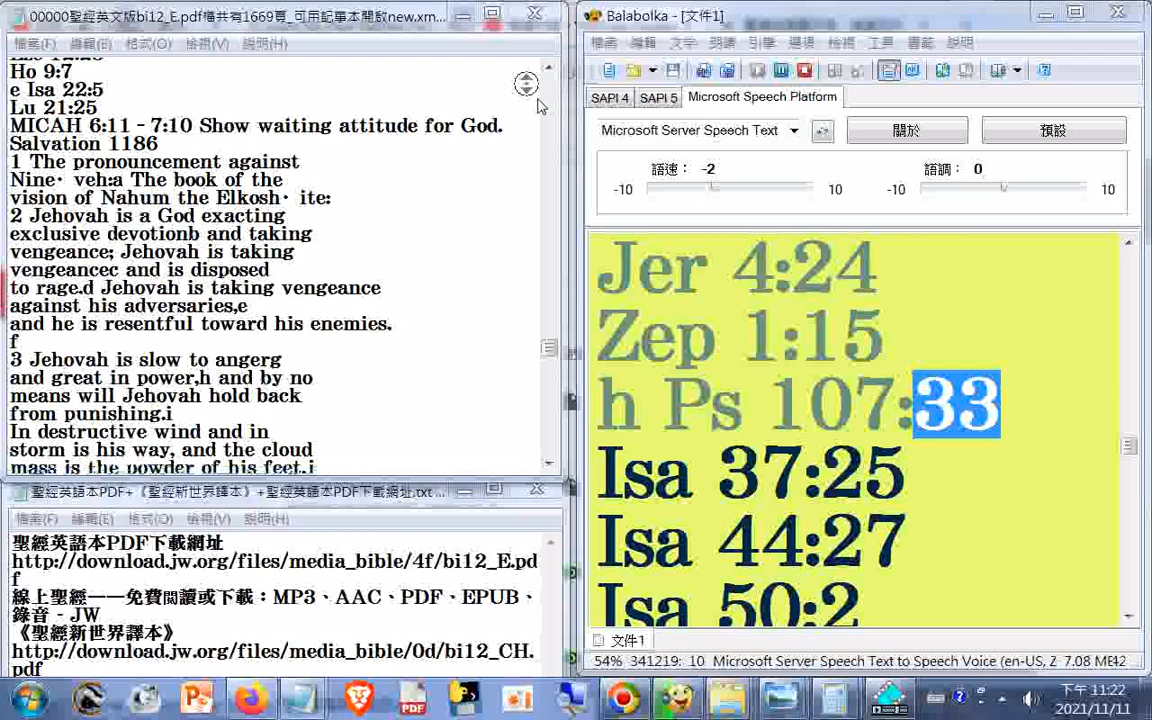 00000聖經英文版bi12_E.pdf檔共有1669頁_可用記事本開啟new.xm...
檔案(F) 編輯(E) 格式(O) 檢視(V) 說明(H)
Ho 9:7
e Isa 22:5
Lu 21:25
MICAH 6:11–7:10 Show waiting attitude for God.
Salvation 1186
1 The pronouncement against
Nine· veh:a The book of the
vision of Nahum the Elkosh· ite:
2 Jehovah is a God exacting
exclusive devotionb and taking
vengeance; Jehovah is taking
vengeancec and is disposed
to rage.d Jehovah is taking vengeance
against his adversaries,e
and he is resentful toward his enemies.
f
3 Jehovah is slow to angerg
and great in power,h and by no
means will Jehovah hold back
from punishing.i
In destructive wind and in
storm is his way, and the cloud
mass is the powder of his feet.j
聖經英語本PDF+《聖經新世界譯本》+聖經英語本PDF下載網址.txt ...
檔案(F) 編輯(E) 格式(O) 檢視(V) 說明(H)
聖經英語本PDF下載網址
http://download.jw.org/files/media_bible/4f/bi12_E.pd
f
線上聖經——免費閱讀或下載：MP3、AAC、PDF、EPUB、
錄音 - JW
《聖經新世界譯本》
http://download.jw.org/files/media_bible/0d/bi12_CH.
pdf
Balabolka - [文件1]
檔案 編輯 文字 朗讀 引擎 選項 檢視 工具 書籤 說明
SAPI 4 SAPI 5 Microsoft Speech Platform
Microsoft Server Speech Text 關於 預設
語速： -2 語調： 0
-10 10 -10 10
Jer 4:24
Zep 1:15
h Ps 107:33
Isa 37:25
Isa 44:27
Isa 50:2
文件1
54% 341219: 10 Microsoft Server Speech Text to Speech Voice (en-US, Z 7.08 ME42
下午 11:22
2021/11/11